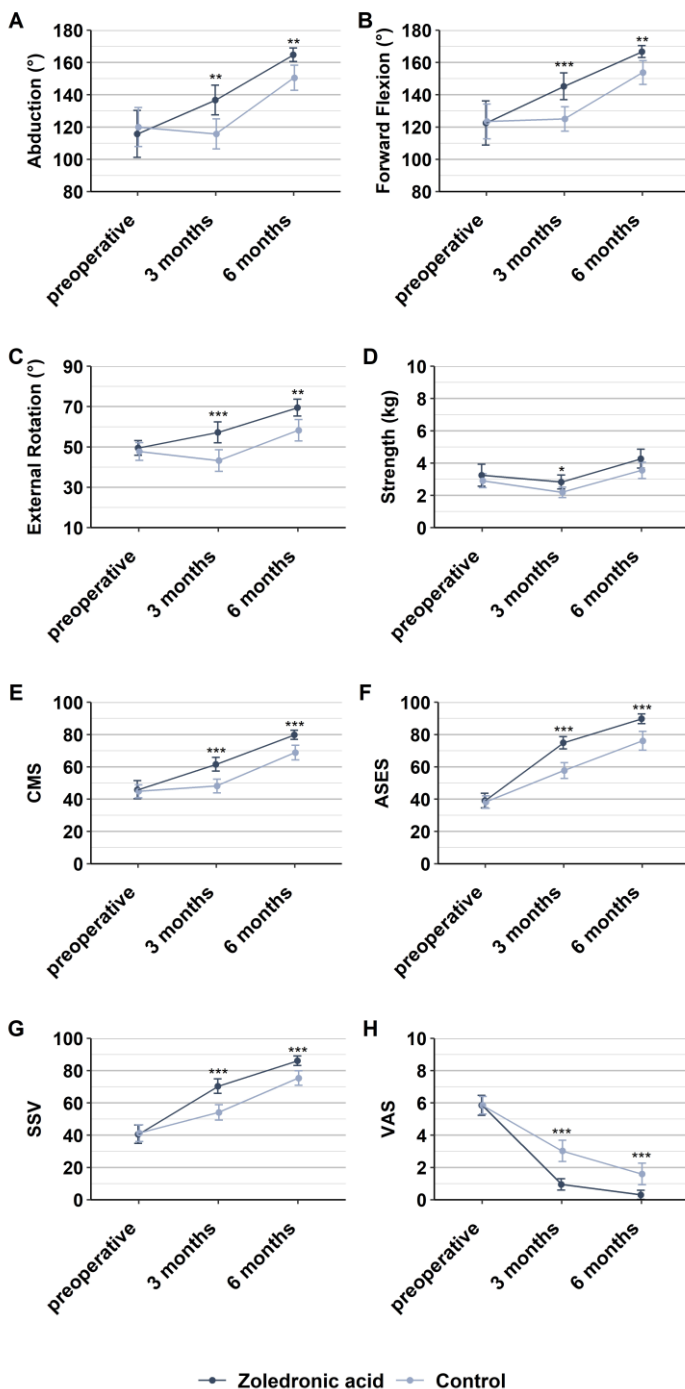 A
Abduction (°)
180
160
140
120
100
80
**
**
preoperative
3 months
6 months
B
Forward Flexion (°)
180
160
140
120
100
80
***
**
preoperative
3 months
6 months
C
External Rotation (°)
90
70
50
30
10
***
**
preoperative
3 months
6 months
D
Strength (kg)
10
8
6
4
2
0
*
preoperative
3 months
6 months
E
CMS
100
80
60
40
20
0
***
***
preoperative
3 months
6 months
F
ASES
100
80
60
40
20
0
***
***
preoperative
3 months
6 months
G
SSV
100
80
60
40
20
0
***
***
preoperative
3 months
6 months
H
VAS
10
8
6
4
2
0
***
***
preoperative
3 months
6 months
Zoledronic acid Control